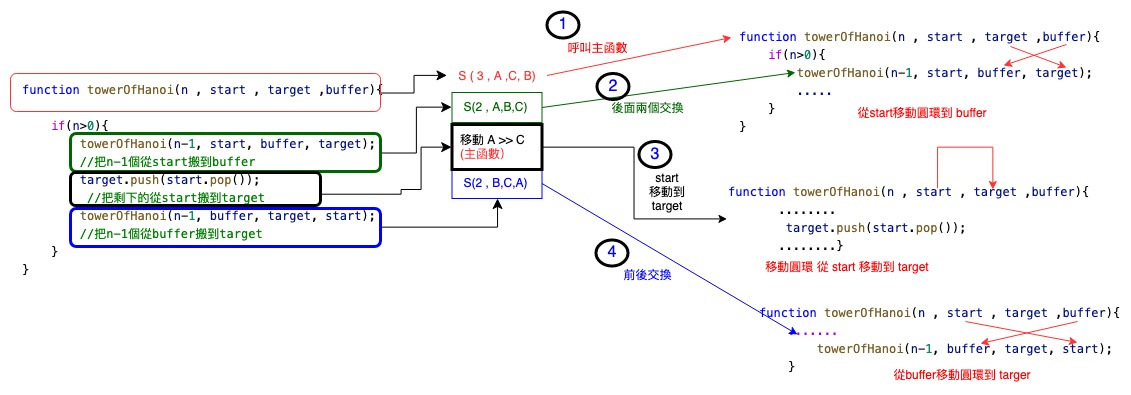 function towerOfHanoi(n , start , target ,buffer){
if(n>0){
towerOfHanoi(n-1, start, buffer, target);
//把n-1個從start搬到buffer
target.push(start.pop());
//把剩下的從start搬到target
towerOfHanoi(n-1, buffer, target, start);
//把n-1個從buffer搬到target
}
}
S ( 3 , A ,C, B)
S(2 , A,B,C)
移動 A >> C
(主函數)
S(2 , B,C,A)
1
呼叫主函數
function towerOfHanoi(n , start , target ,buffer){
if(n>0){
towerOfHanoi(n-1, start, buffer, target);
.....
}
}
從start移動圓環到 buffer
2
後面兩個交換
3
start
移動到
target
function towerOfHanoi(n , start , target ,buffer){
........
target.push(start.pop());
........}
移動圓環 從 start 移動到 target
4
前後交換
function towerOfHanoi(n , start , target ,buffer){
......
towerOfHanoi(n-1, buffer, target, start);
}
從buffer移動圓環到 targer